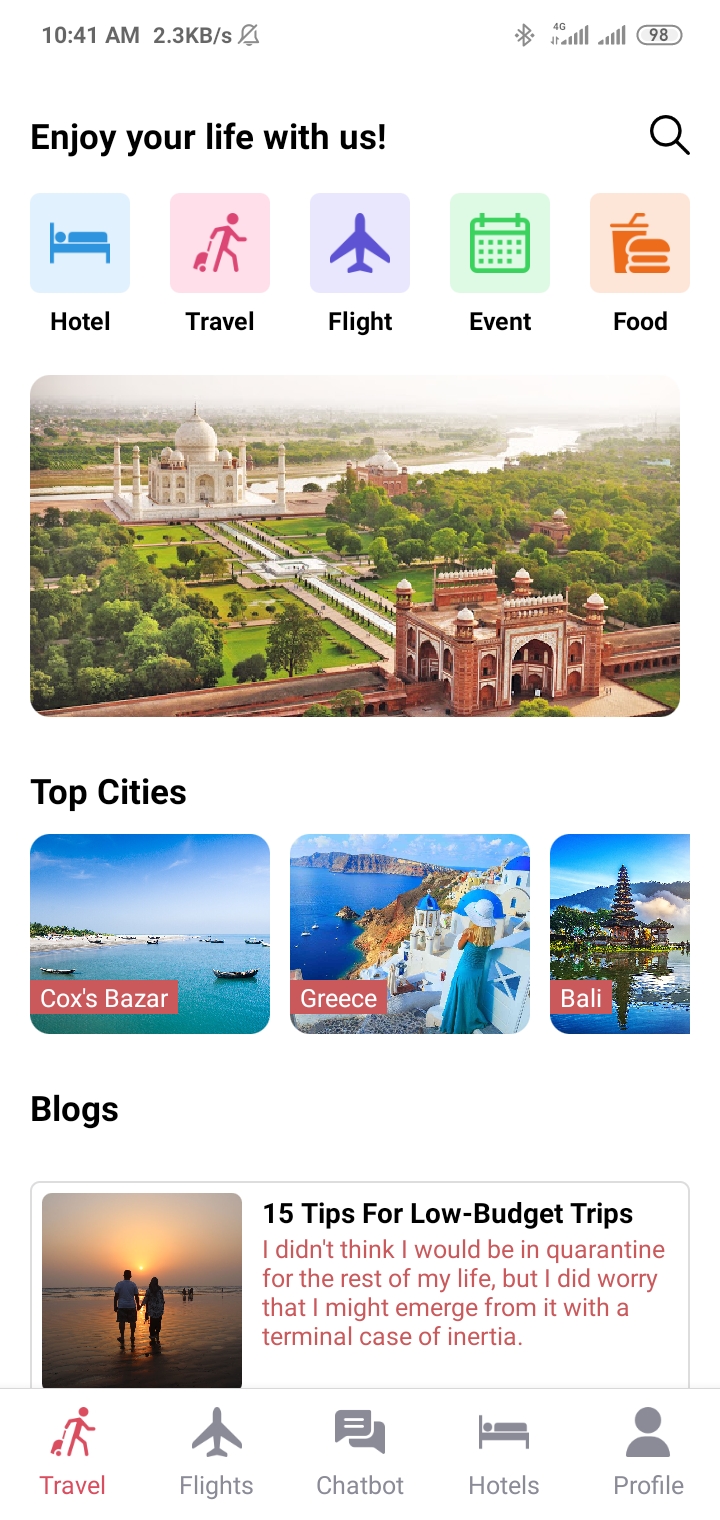 10:41 AM 2.3KB/s 4G 98
Enjoy your life with us!
Hotel Travel Flight Event Food
Top Cities
Cox's Bazar Greece Bali
Blogs
15 Tips For Low-Budget Trips
I didn't think I would be in quarantine
for the rest of my life, but I did worry
that I might emerge from it with a
terminal case of inertia.
Travel Flights Chatbot Hotels Profile